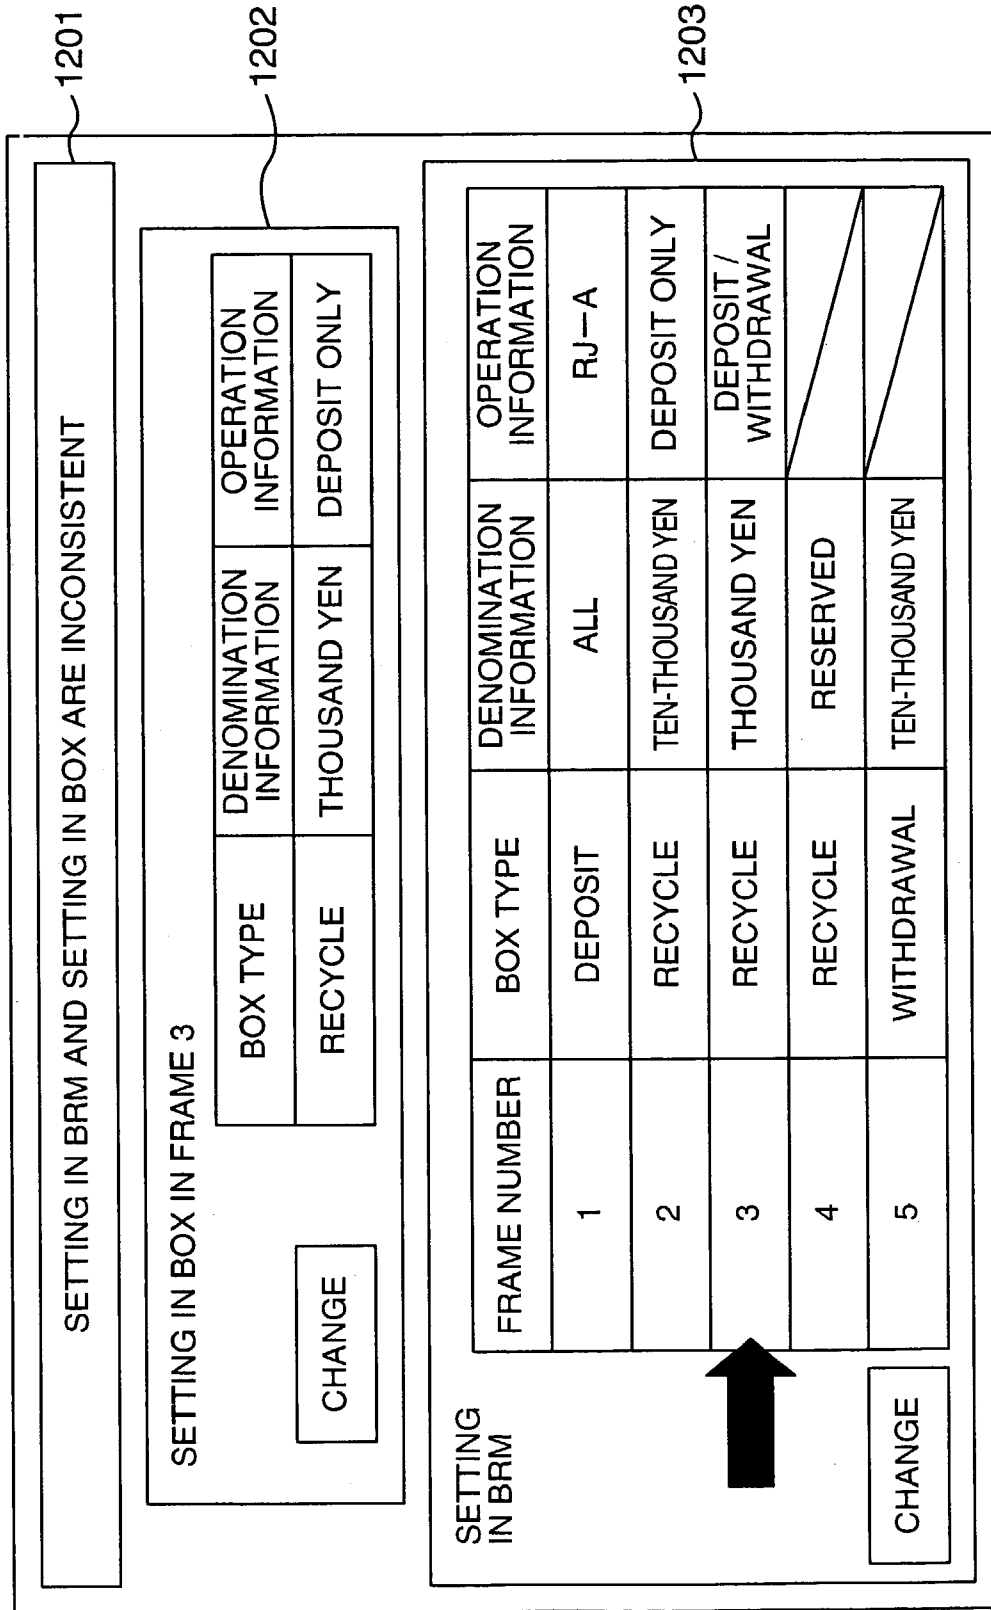 SETTING IN BRM AND SETTING IN BOX ARE INCONSISTENT
1201
SETTING IN BOX IN FRAME 3
1202
BOX TYPE
DENOMINATION
INFORMATION
OPERATION
INFORMATION
RECYCLE
THOUSAND YEN
DEPOSIT ONLY
CHANGE
1203
SETTING
IN BRM
FRAME NUMBER
BOX TYPE
DENOMINATION
INFORMATION
OPERATION
INFORMATION
1
DEPOSIT
ALL
RJ-A
2
RECYCLE
TEN-THOUSAND YEN
DEPOSIT ONLY
3
RECYCLE
THOUSAND YEN
DEPOSIT /
WITHDRAWAL
4
RECYCLE
RESERVED
5
WITHDRAWAL
TEN-THOUSAND YEN
CHANGE